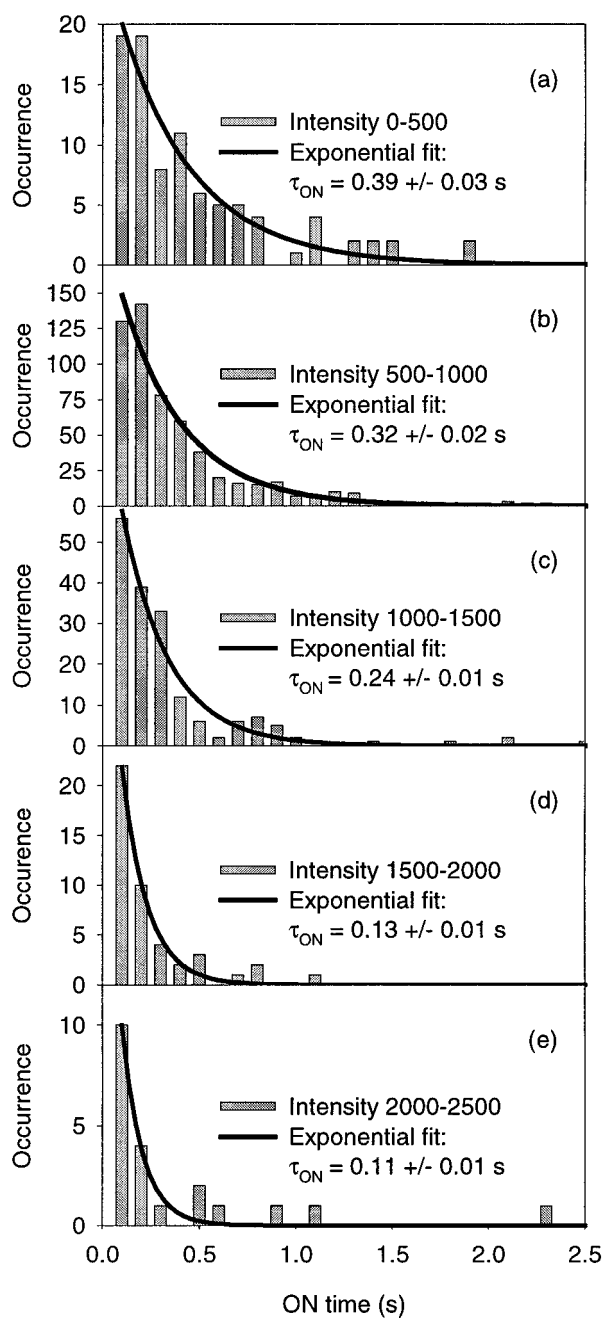 20
(a)
15
Intensity 0-500
10
Exponential fit:
τON = 0.39 +/- 0.03 s
5
0
Occurrence
150
(b)
125
100
Intensity 500-1000
75
Exponential fit:
50
τON = 0.32 +/- 0.02 s
25
0
Occurrence
50
(c)
40
Intensity 1000-1500
30
Exponential fit:
20
τON = 0.24 +/- 0.01 s
10
0
Occurrence
20
(d)
15
Intensity 1500-2000
10
Exponential fit:
5
τON = 0.13 +/- 0.01 s
0
Occurrence
10
(e)
Intensity 2000-2500
5
Exponential fit:
τON = 0.11 +/- 0.01 s
0
Occurrence
0.0 0.5 1.0 1.5 2.0 2.5
ON time (s)